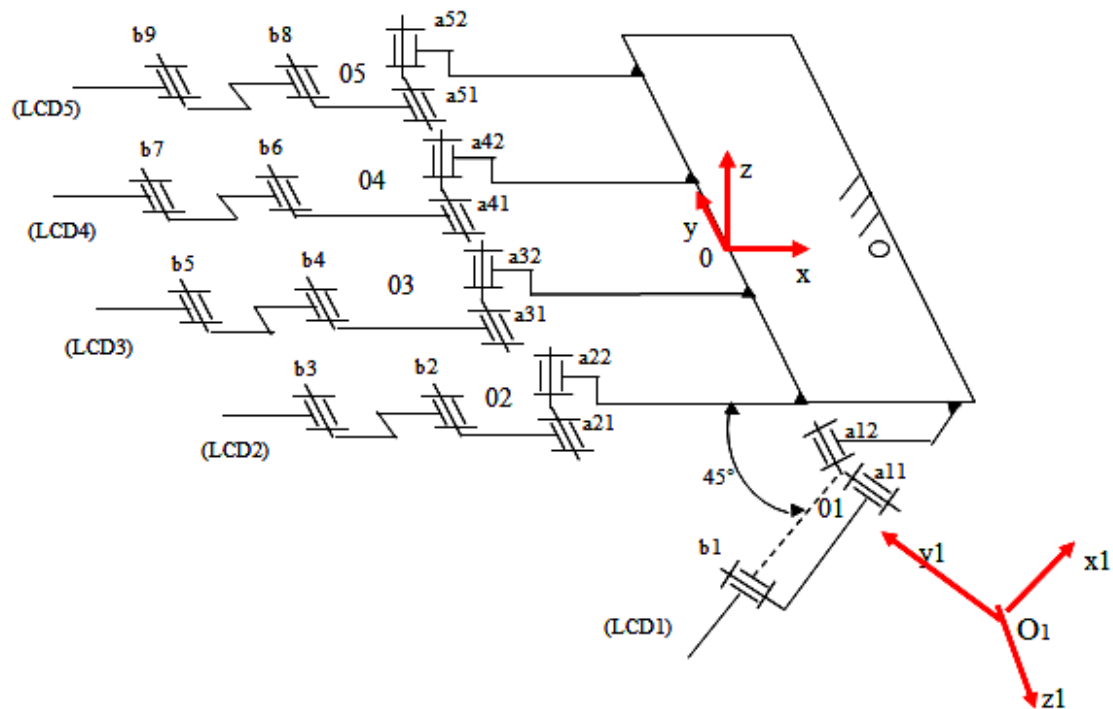 a52
b9
b8
05
(LCD5)
a51
b7
b6
a42
04
(LCD4)
a41
z
y
0
x
O
b5
b4
a32
03
(LCD3)
a31
b3
b2
a22
02
(LCD2)
a21
a12
45°
a11
01
b1
y1
x1
(LCD1)
O1
z1